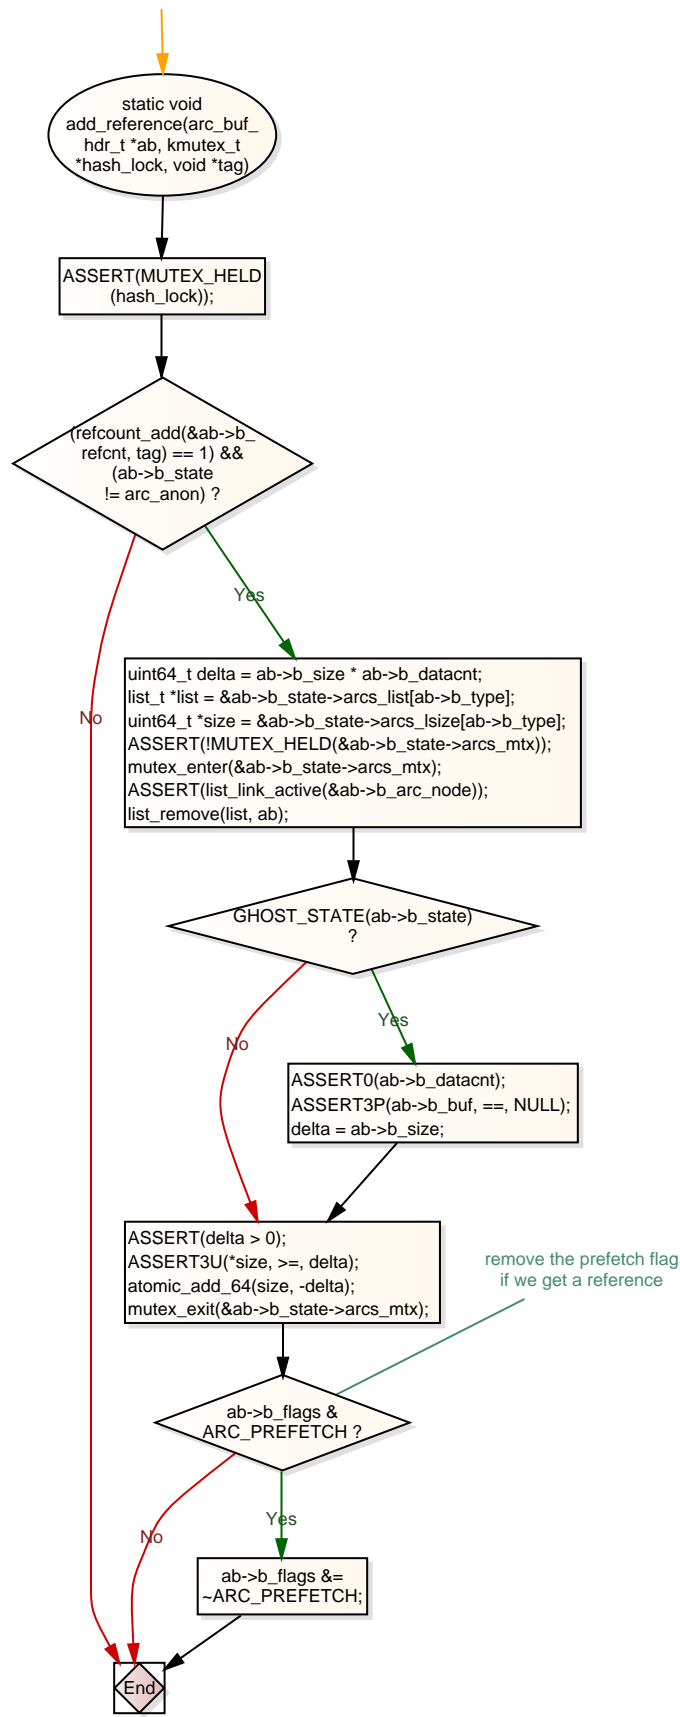 static void
add_reference(arc_buf_
hdr_t *ab, kmutex_t
*hash_lock, void *tag)
ASSERT(MUTEX_HELD
(hash_lock));
(refcount_add(&ab->b_
refcnt, tag) == 1) &&
(ab->b_state
!= arc_anon) ?
Yes
No
uint64_t delta = ab->b_size * ab->b_datacnt;
list_t *list = &ab->b_state->arcs_list[ab->b_type];
uint64_t *size = &ab->b_state->arcs_lsize[ab->b_type];
ASSERT(!MUTEX_HELD(&ab->b_state->arcs_mtx));
mutex_enter(&ab->b_state->arcs_mtx);
ASSERT(list_link_active(&ab->b_arc_node));
list_remove(list, ab);
GHOST_STATE(ab->b_state)
?
Yes
No
ASSERT0(ab->b_datacnt);
ASSERT3P(ab->b_buf, ==, NULL);
delta = ab->b_size;
ASSERT(delta > 0);
ASSERT3U(*size, >=, delta);
atomic_add_64(size, -delta);
mutex_exit(&ab->b_state->arcs_mtx);
remove the prefetch flag
if we get a reference
ab->b_flags &
ARC_PREFETCH ?
Yes
No
ab->b_flags &=
~ARC_PREFETCH;
End